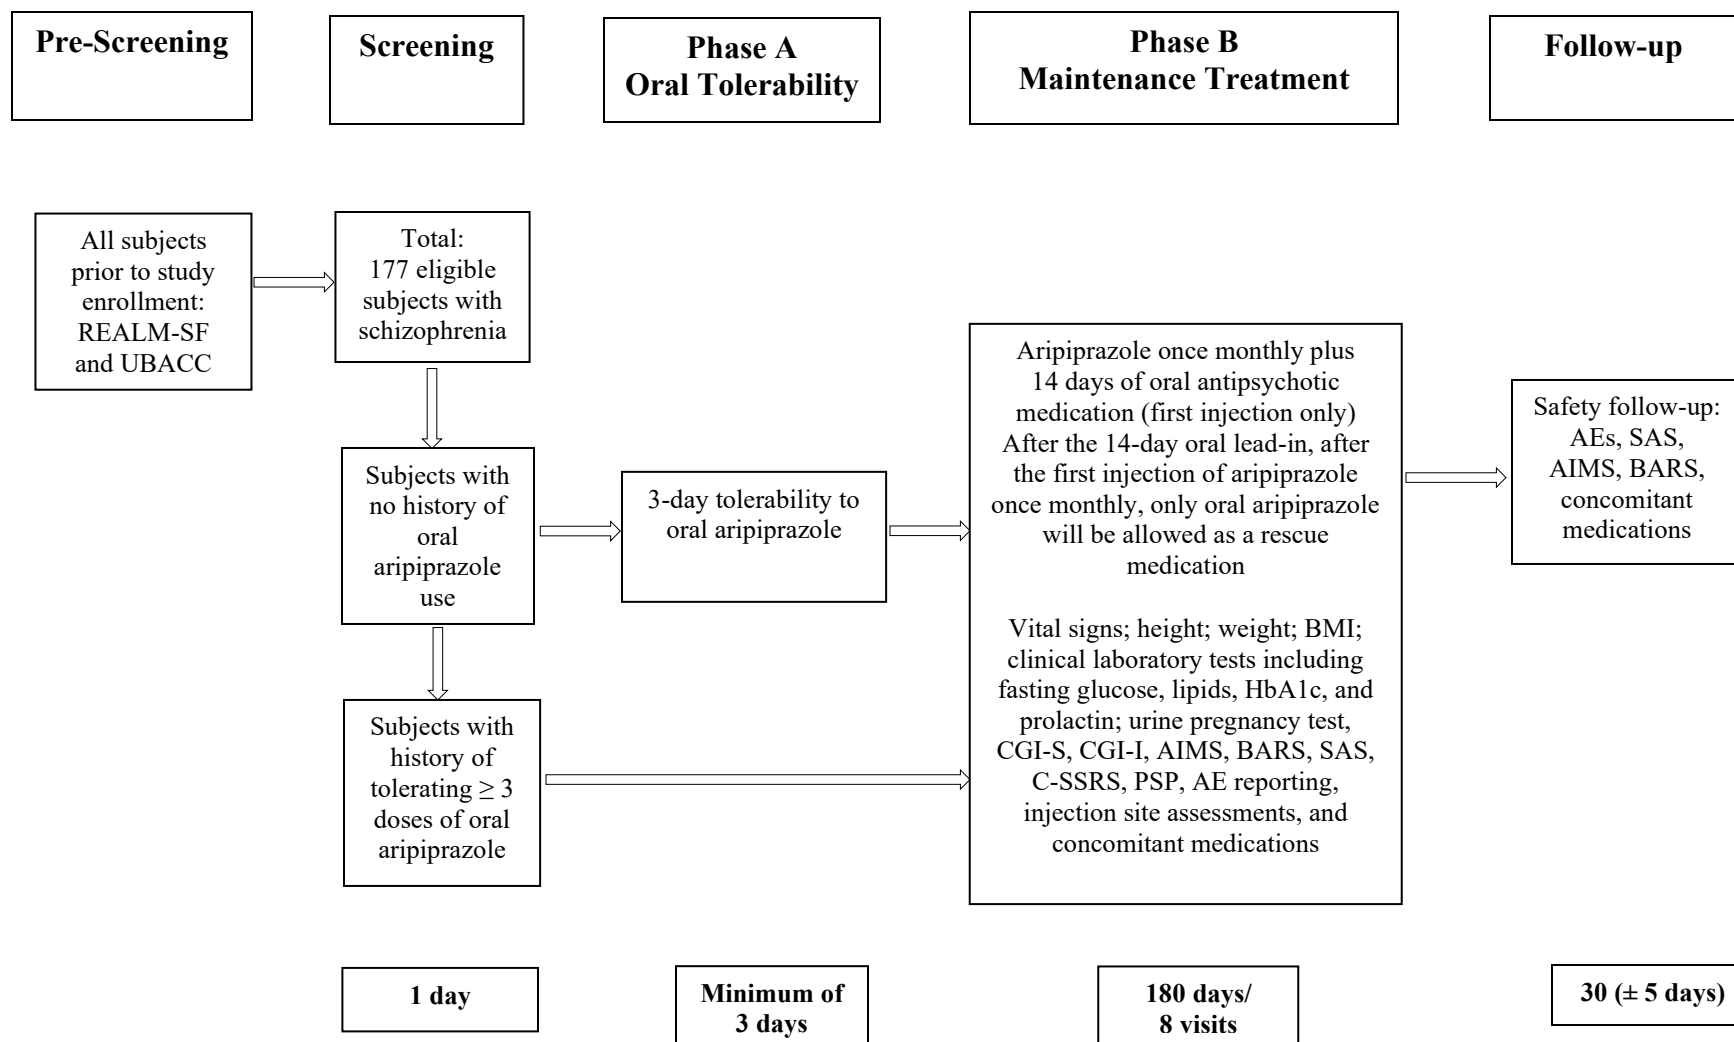 Pre-Screening
Screening
Phase A
Oral Tolerability
Phase B
Maintenance Treatment
Follow-up
All subjects
prior to study
enrollment:
REALM-SF
and UBACC
Total:
177 eligible
subjects with
schizophrenia
Subjects with
no history of
oral
aripiprazole
use
Subjects with
history of
tolerating ≥ 3
doses of oral
aripiprazole
3-day tolerability to
oral aripiprazole
Aripiprazole once monthly plus
14 days of oral antipsychotic
medication (first injection only)
After the 14-day oral lead-in, after
the first injection of aripiprazole
once monthly, only oral aripiprazole
will be allowed as a rescue
medication
Vital signs; height; weight; BMI;
clinical laboratory tests including
fasting glucose, lipids, HbA1c, and
prolactin; urine pregnancy test,
CGI-S, CGI-I, AIMS, BARS, SAS,
C-SSRS, PSP, AE reporting,
injection site assessments, and
concomitant medications
Safety follow-up:
AEs, SAS,
AIMS, BARS,
concomitant
medications
1 day
Minimum of
3 days
180 days/
8 visits
30 (± 5 days)